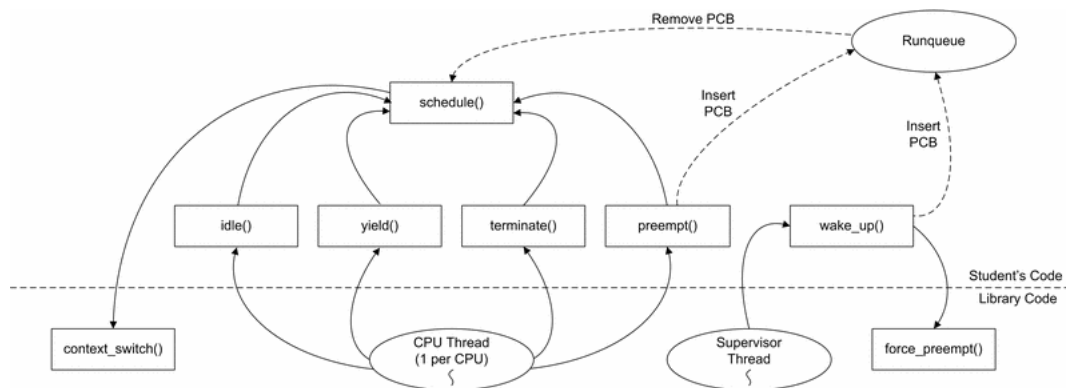 Remove PCB
Runqueue
schedule()
Insert
PCB
Insert
PCB
idle()
yield()
terminate()
preempt()
wake_up()
Student's Code
Library Code
context_switch()
CPU Thread
(1 per CPU)
Supervisor
Thread
force_preempt()